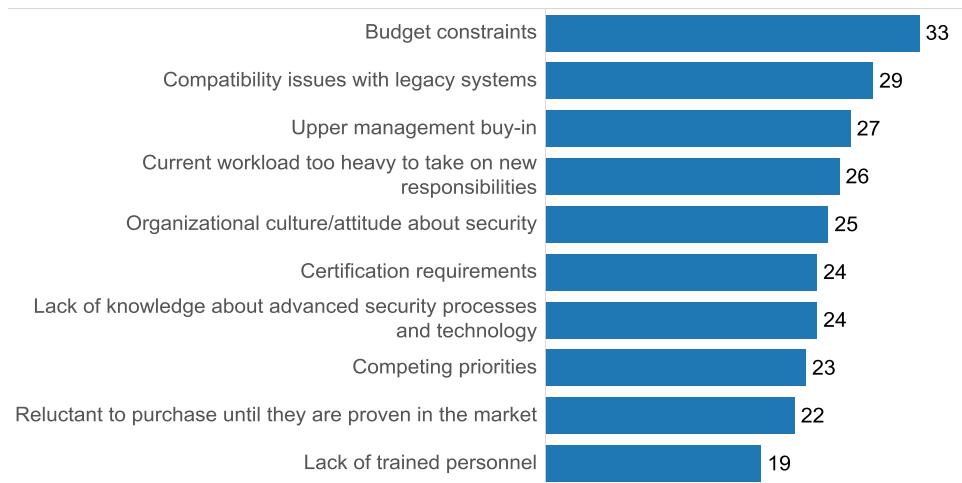 Budget constraints 33
Compatibility issues with legacy systems 29
Upper management buy-in 27
Current workload too heavy to take on new
responsibilities 26
Organizational culture/attitude about security 25
Certification requirements 24
Lack of knowledge about advanced security processes
and technology 24
Competing priorities 23
Reluctant to purchase until they are proven in the market 22
Lack of trained personnel 19